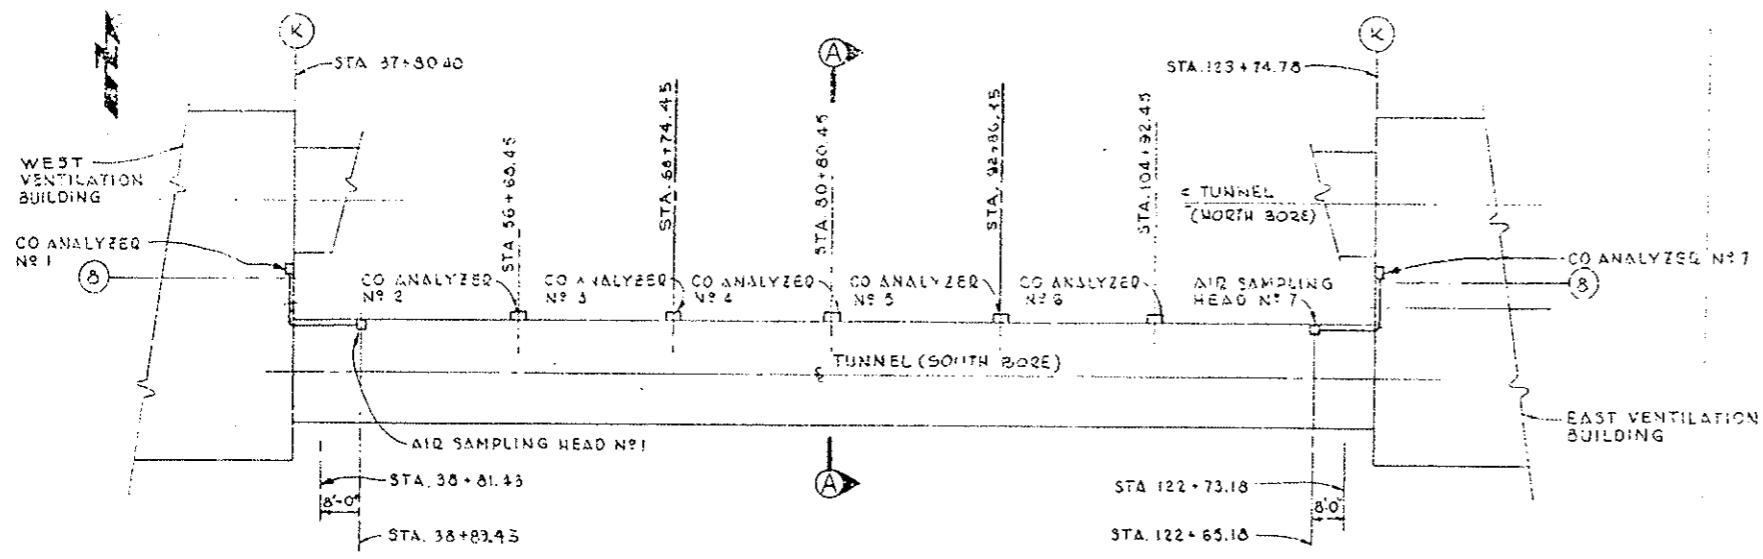 K
K
A
STA. 37+80.40
STA. 123+74.78
STA. 56+68.45
STA. 68+74.45
STA. 80+80.45
STA. 92+86.45
STA. 104+92.45
WEST
VENTILATION
BUILDING
℄ TUNNEL
(NORTH BORE)
CO ANALYZER
Nº 1
8
CO ANALYZER
Nº 2
CO ANALYZER
Nº 3
CO ANALYZER
Nº 4
CO ANALYZER
Nº 5
CO ANALYZER
Nº 6
AIR SAMPLING
HEAD Nº 7
CO ANALYZER Nº 7
8
TUNNEL (SOUTH BORE)
℄
AIR SAMPLING HEAD Nº 1
EAST VENTILATION
BUILDING
A
STA. 38+81.43
8'-0"
STA. 38+89.43
STA. 122+73.18
8'-0"
STA. 122+65.18